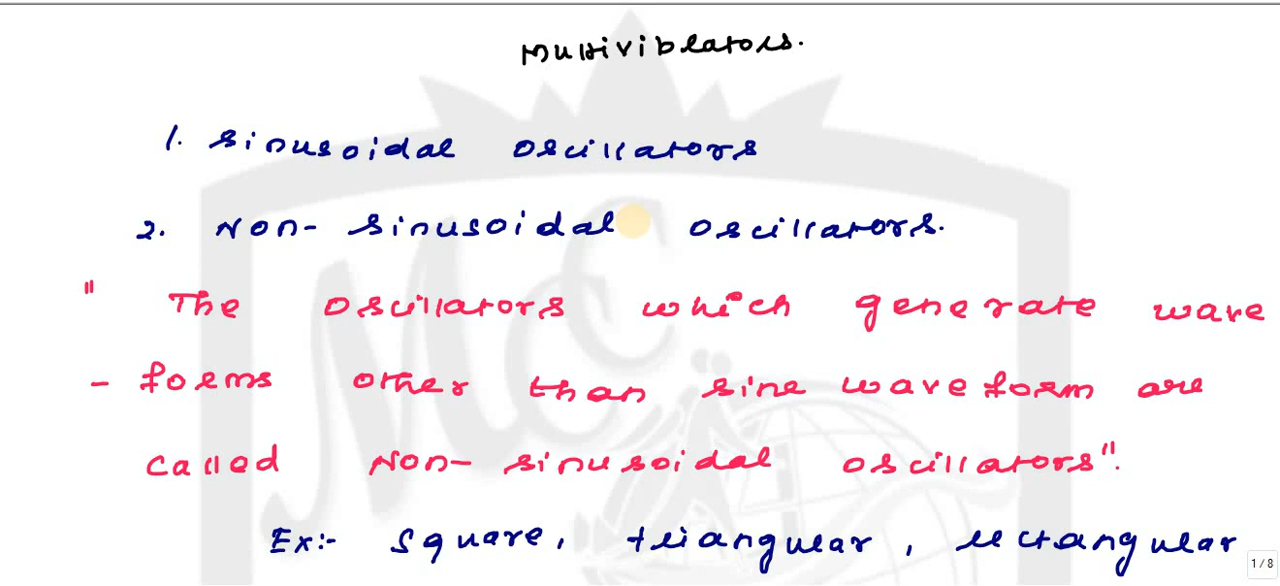 Multivibrators.
1. Sinusoidal Oscillators
2. Non- Sinusoidal Oscillators.
" The Oscillators which generate wave
- forms other than sine waveform are
called Non- sinusoidal oscillators".
Ex:- Square, triangular, rectangular
1 / 8